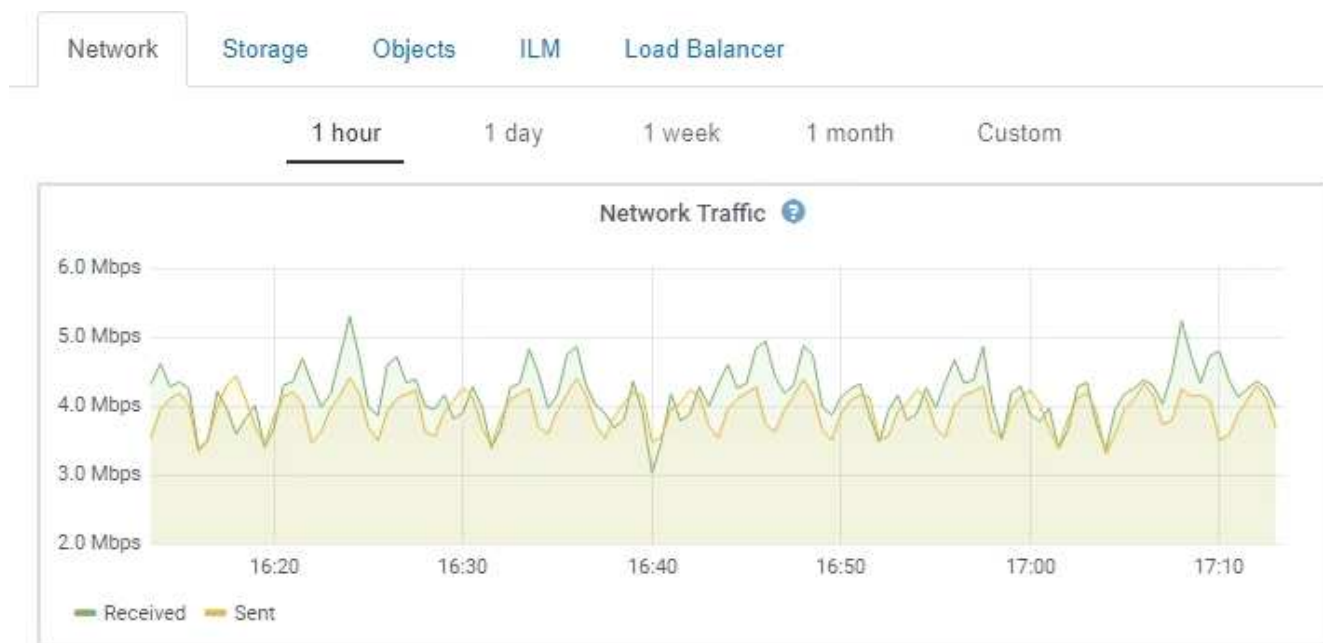 Network Storage Objects ILM Load Balancer
1 hour 1 day 1 week 1 month Custom
Network Traffic ?
6.0 Mbps
5.0 Mbps
4.0 Mbps
3.0 Mbps
2.0 Mbps
16:20 16:30 16:40 16:50 17:00 17:10
Received Sent